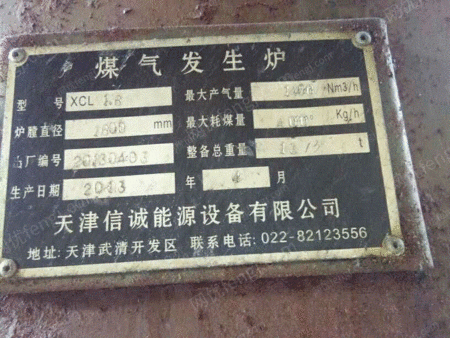 煤气发生炉
型号 XCL 1.8 最大产气量 Nm3/h
炉膛直径 1800 mm 最大耗煤量 400 Kg/h
出厂编号 20130403 整备总重量 t
生产日期 2013 年 4 月
天津信诚能源设备有限公司
地址:天津武清开发区 联系电话:022-82123556